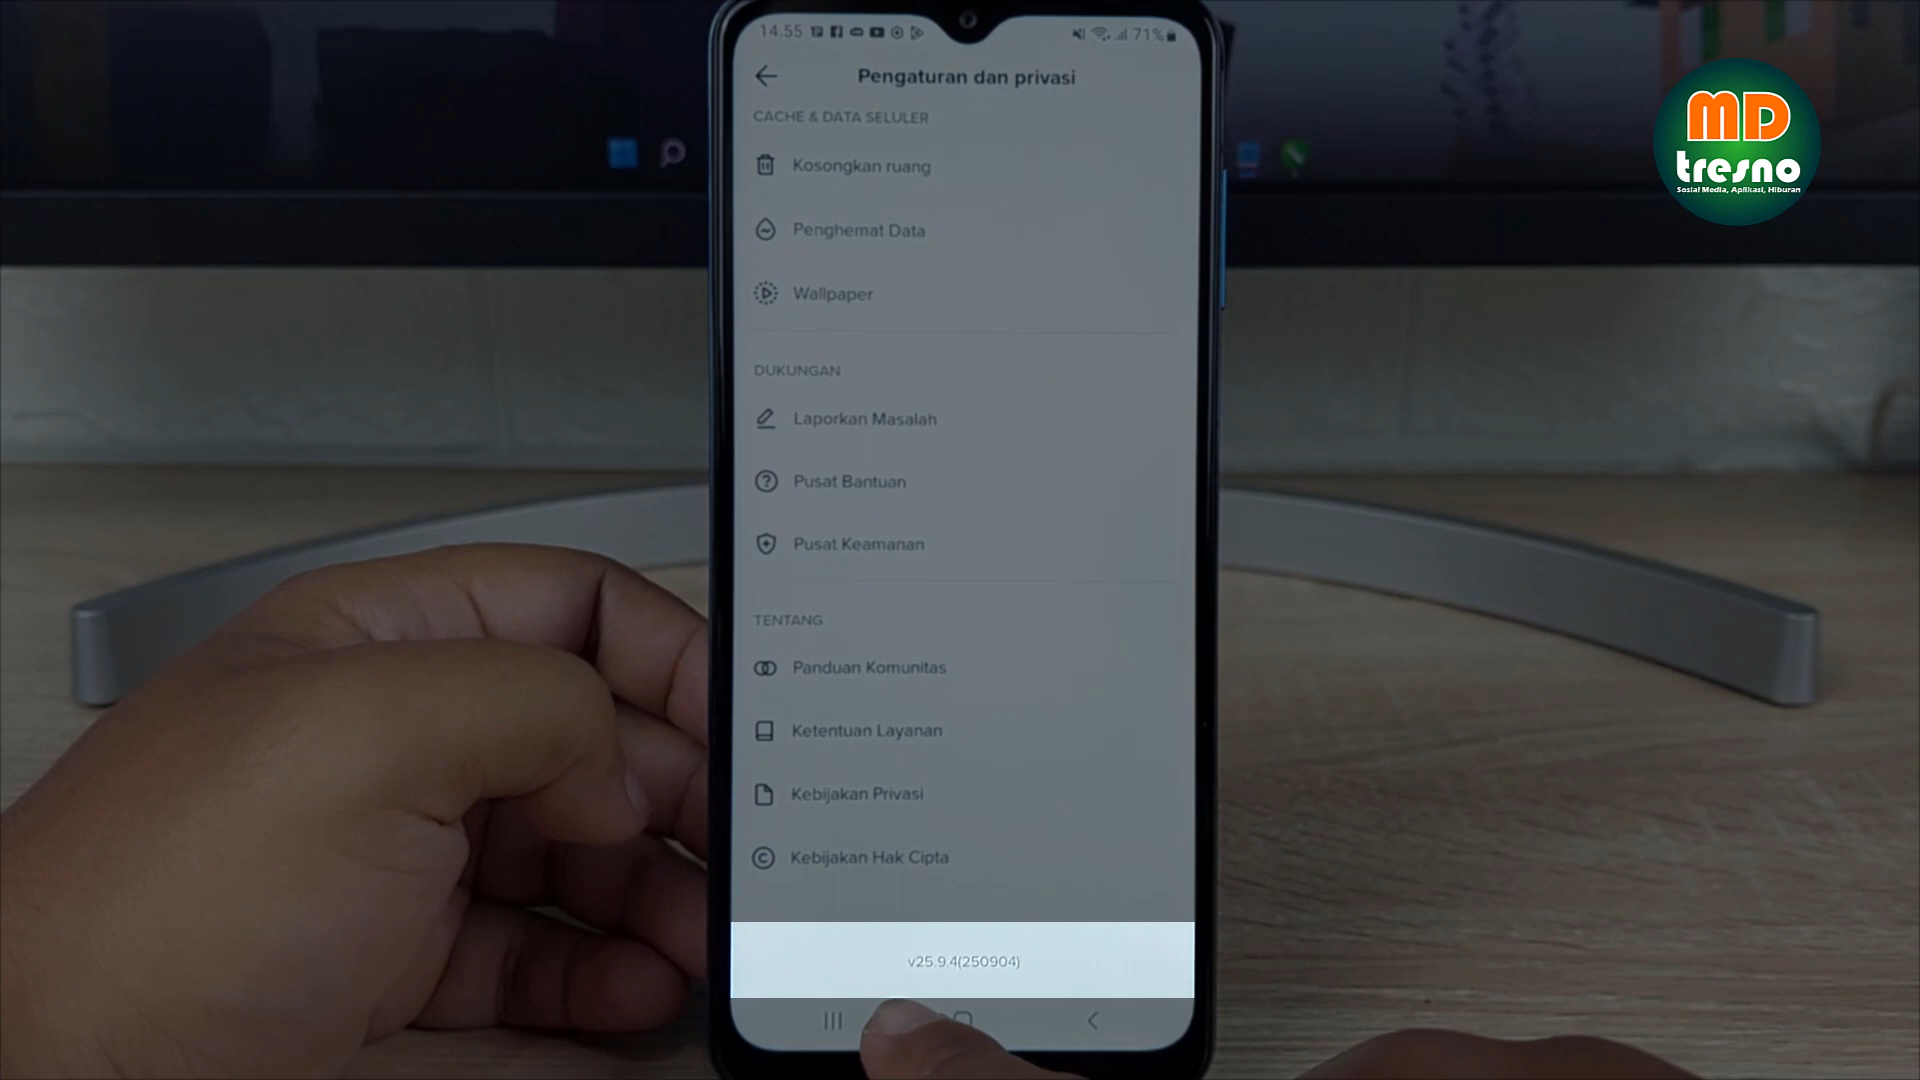 14.55
71%
Pengaturan dan privasi
CACHE & DATA SELULER
Kosongkan ruang
Penghemat Data
Wallpaper
DUKUNGAN
Laporkan Masalah
Pusat Bantuan
Pusat Keamanan
TENTANG
Panduan Komunitas
Ketentuan Layanan
Kebijakan Privasi
Kebijakan Hak Cipta
v25.9.4(250904)
MD
tresno
Sosial Media, Aplikasi, Hiburan